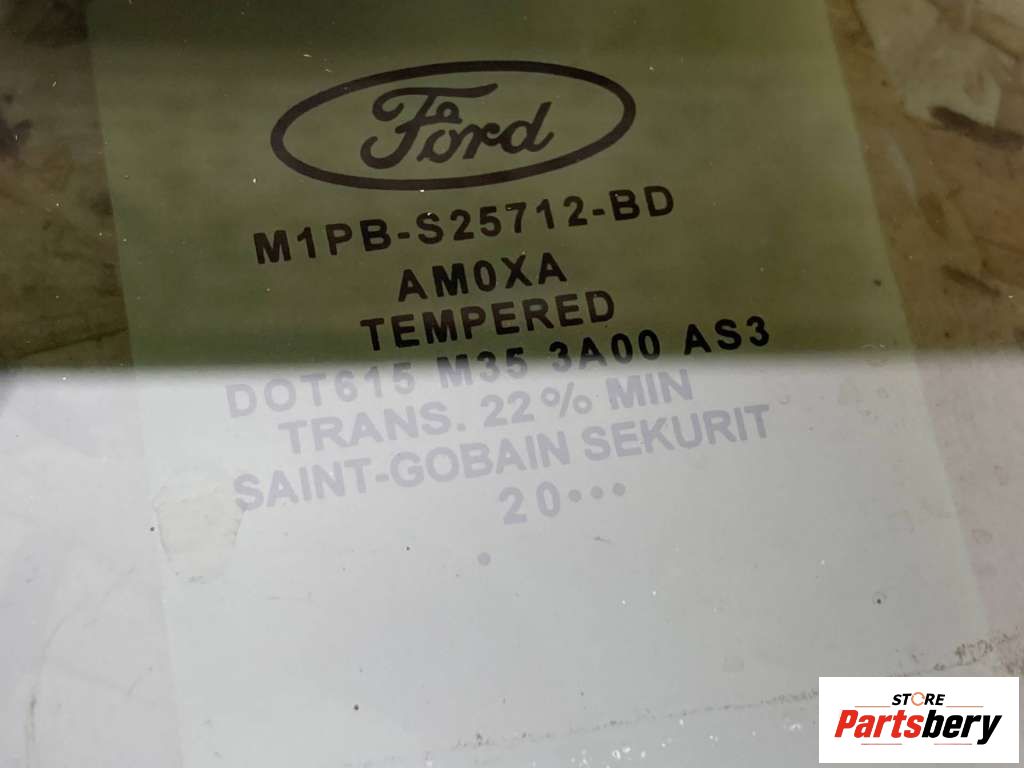 Ford
M1PB-S25712-BD
AM0XA
TEMPERED
DOT615 M35 3A00 AS3
TRANS. 22% MIN
SAINT-GOBAIN SEKURIT
20•••
STORE
Partsbery